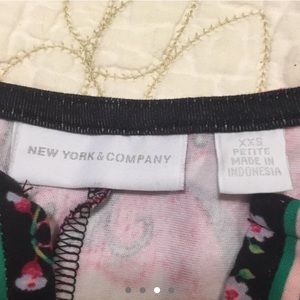 NEW YORK & COMPANY
XXS
PETITE
MADE IN
INDONESIA